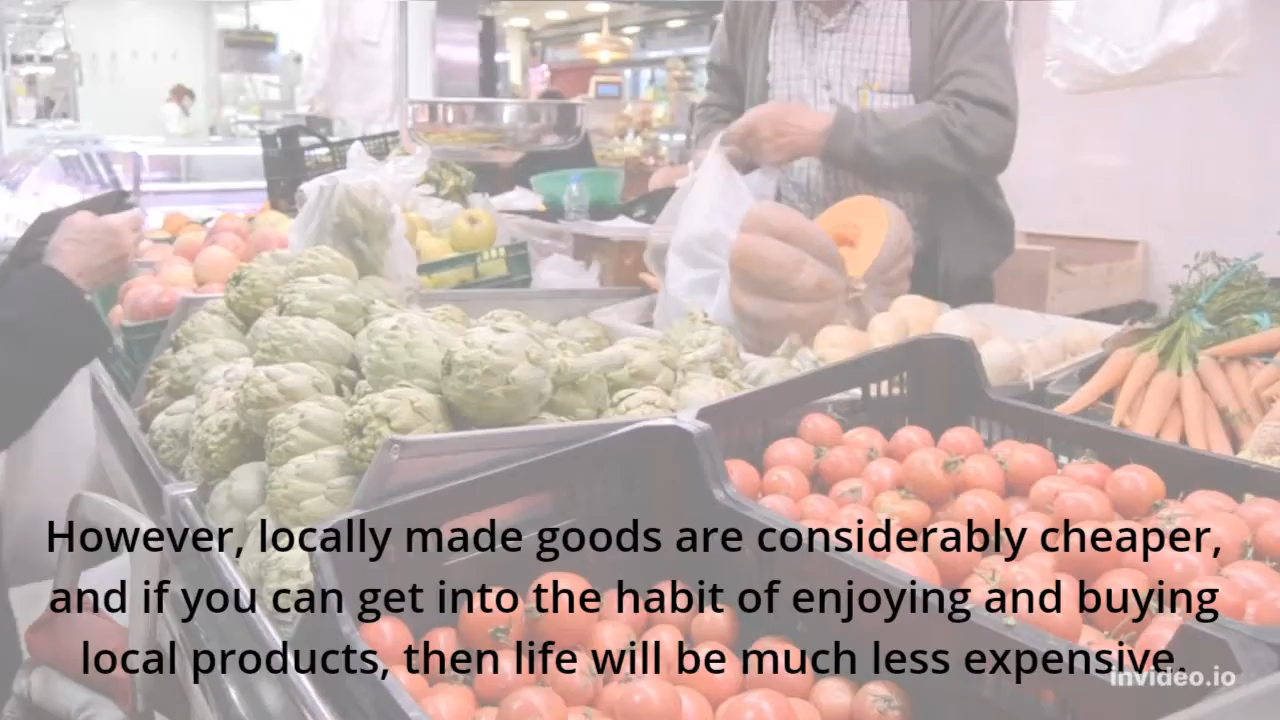 However, locally made goods are considerably cheaper,
and if you can get into the habit of enjoying and buying
local products, then life will be much less expensive.
invideo.io